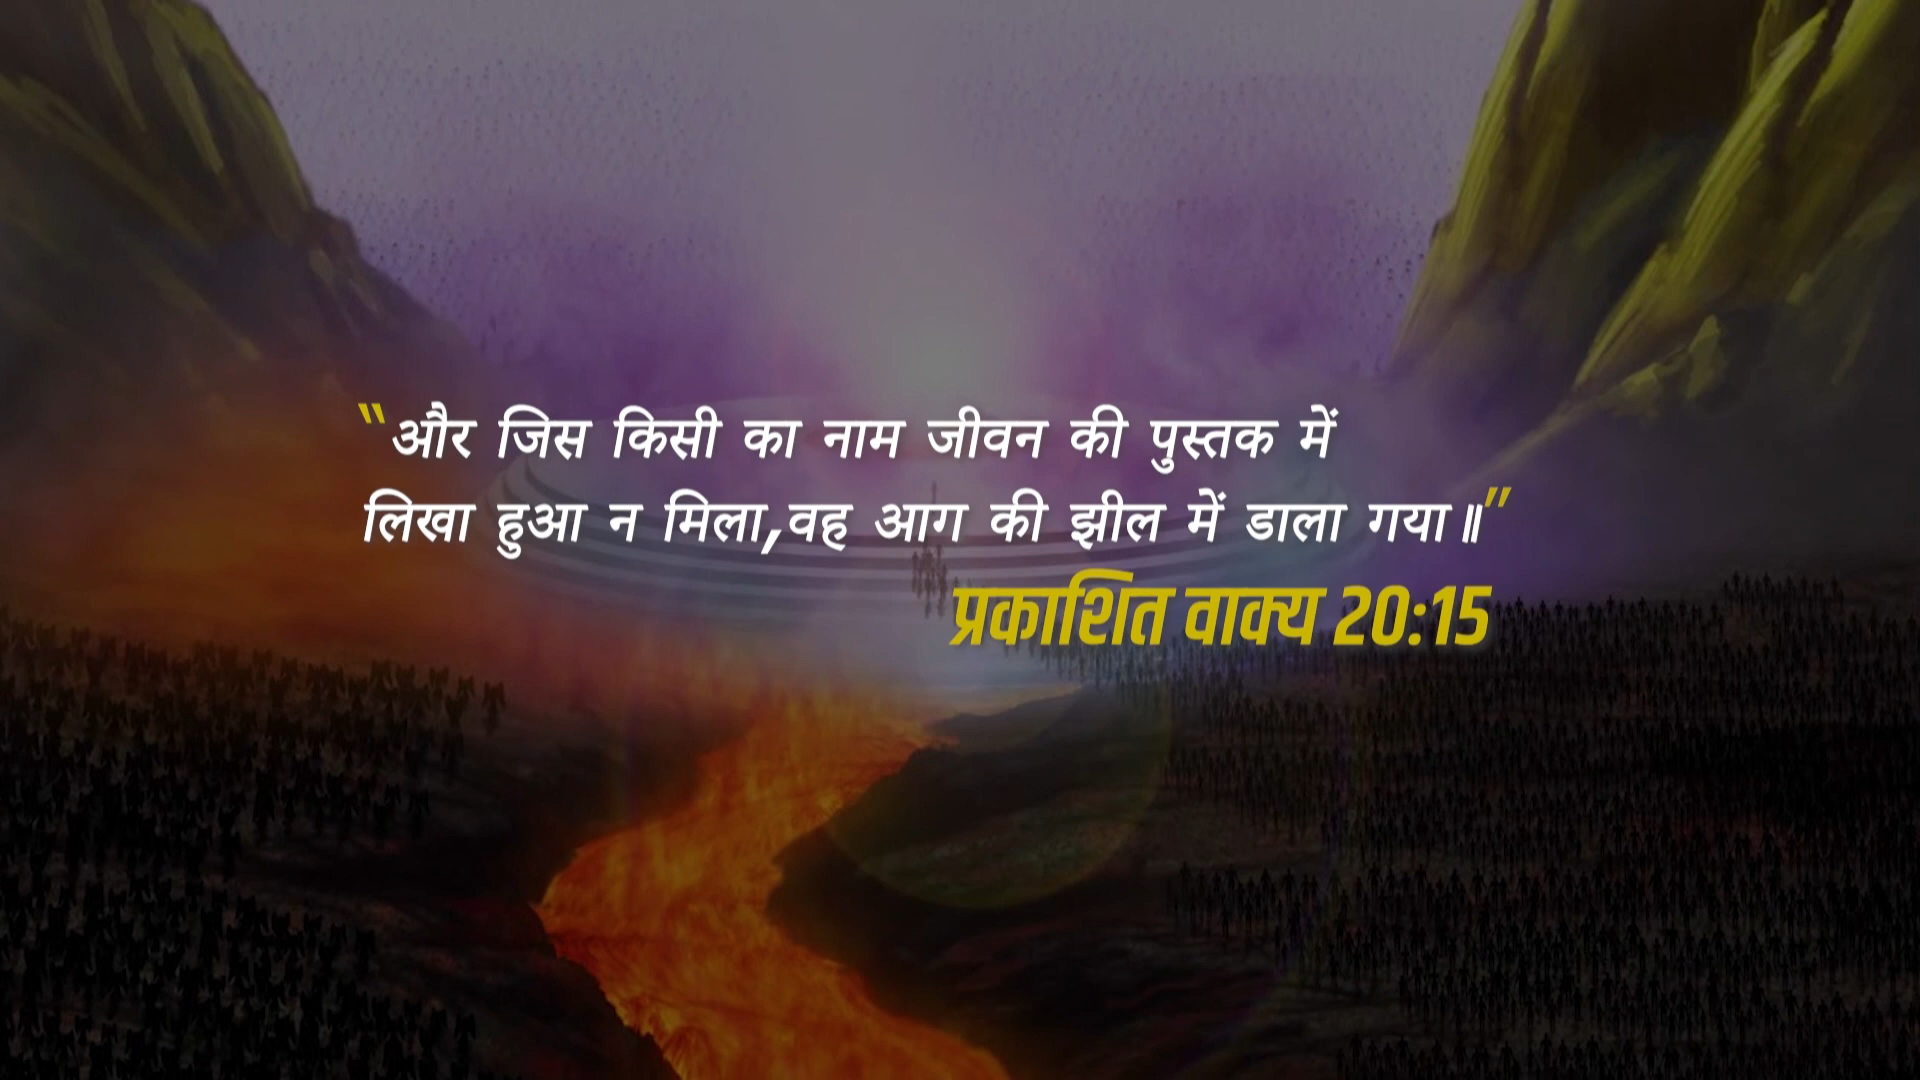 “और जिस किसी का नाम जीवन की पुस्तक में
लिखा हुआ न मिला,वह आग की झील में डाला गया॥”
प्रकाशित वाक्य 20:15